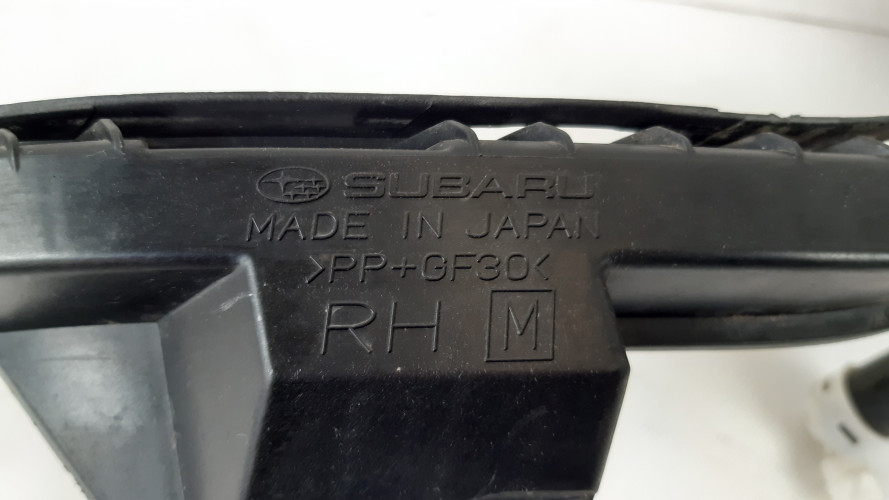 SUBARU
MADE IN JAPAN
>PP+GF30<
RH M